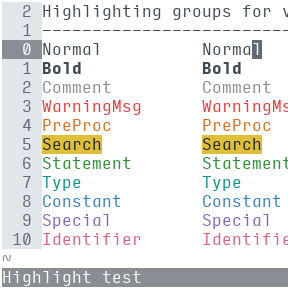 2 Highlighting groups for v
1 ---------------------------
0 Normal Normal
1 Bold Bold
2 Comment Comment
3 WarningMsg WarningMs
4 PreProc PreProc
5 Search Search
6 Statement Statement
7 Type Type
8 Constant Constant
9 Special Special
10 Identifier Identifie
~
Highlight test